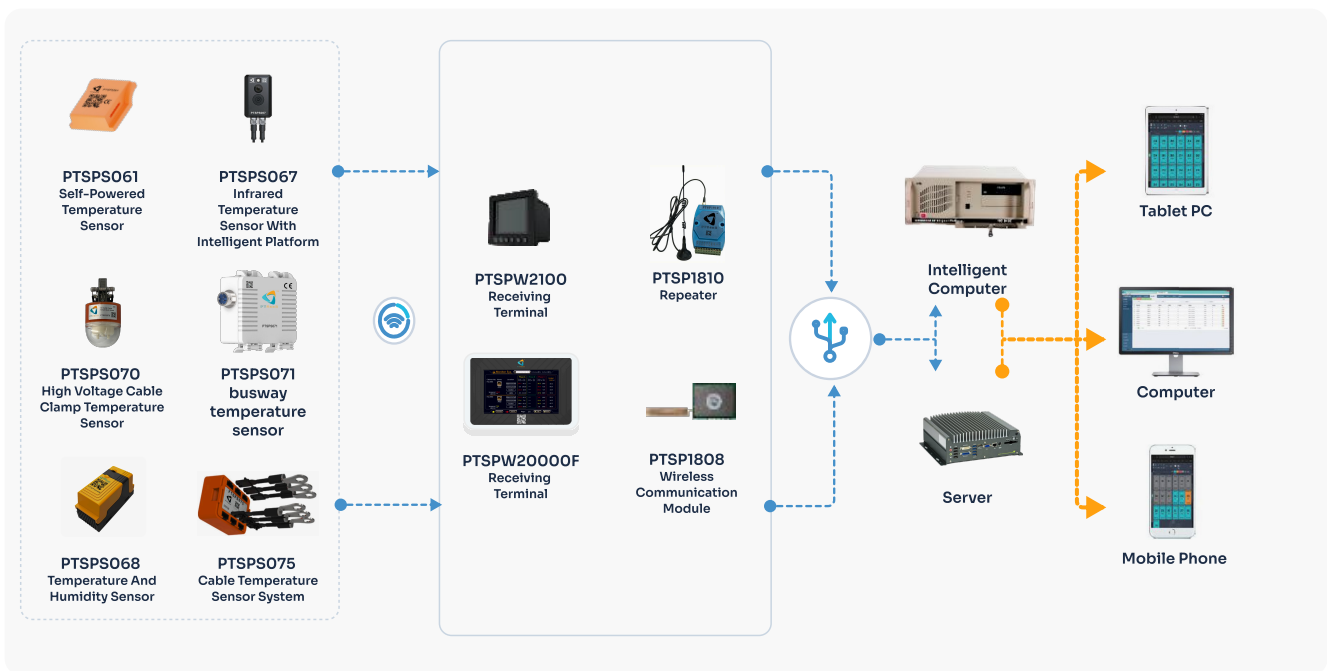 PTSPS061
Self-Powered
Temperature
Sensor
PTSPS067
Infrared
Temperature
Sensor With
Intelligent Platform
PTSPS070
High Voltage Cable
Clamp Temperature
Sensor
PTSPS071
PTSPS071
busway
temperature
sensor
PTSPS068
Temperature And
Humidity Sensor
PTSPS075
Cable Temperature
Sensor System
PTSPW2100
Receiving
Terminal
PTSP1810
Repeater
PTSPW20000F
Receiving
Terminal
PTSP1808
Wireless
Communication
Module
Intelligent
Computer
Server
Tablet PC
Computer
Mobile Phone